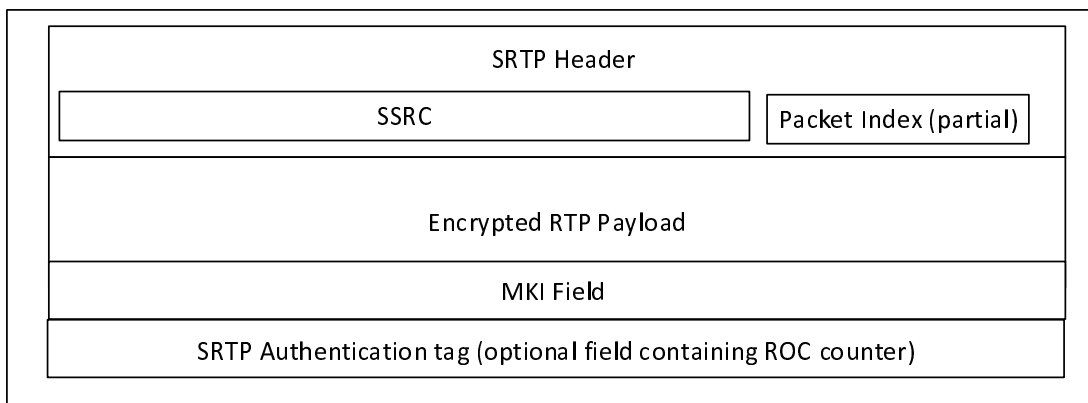 SRTP Header
SSRC
Packet Index (partial)
Encrypted RTP Payload
MKI Field
SRTP Authentication tag (optional field containing ROC counter)